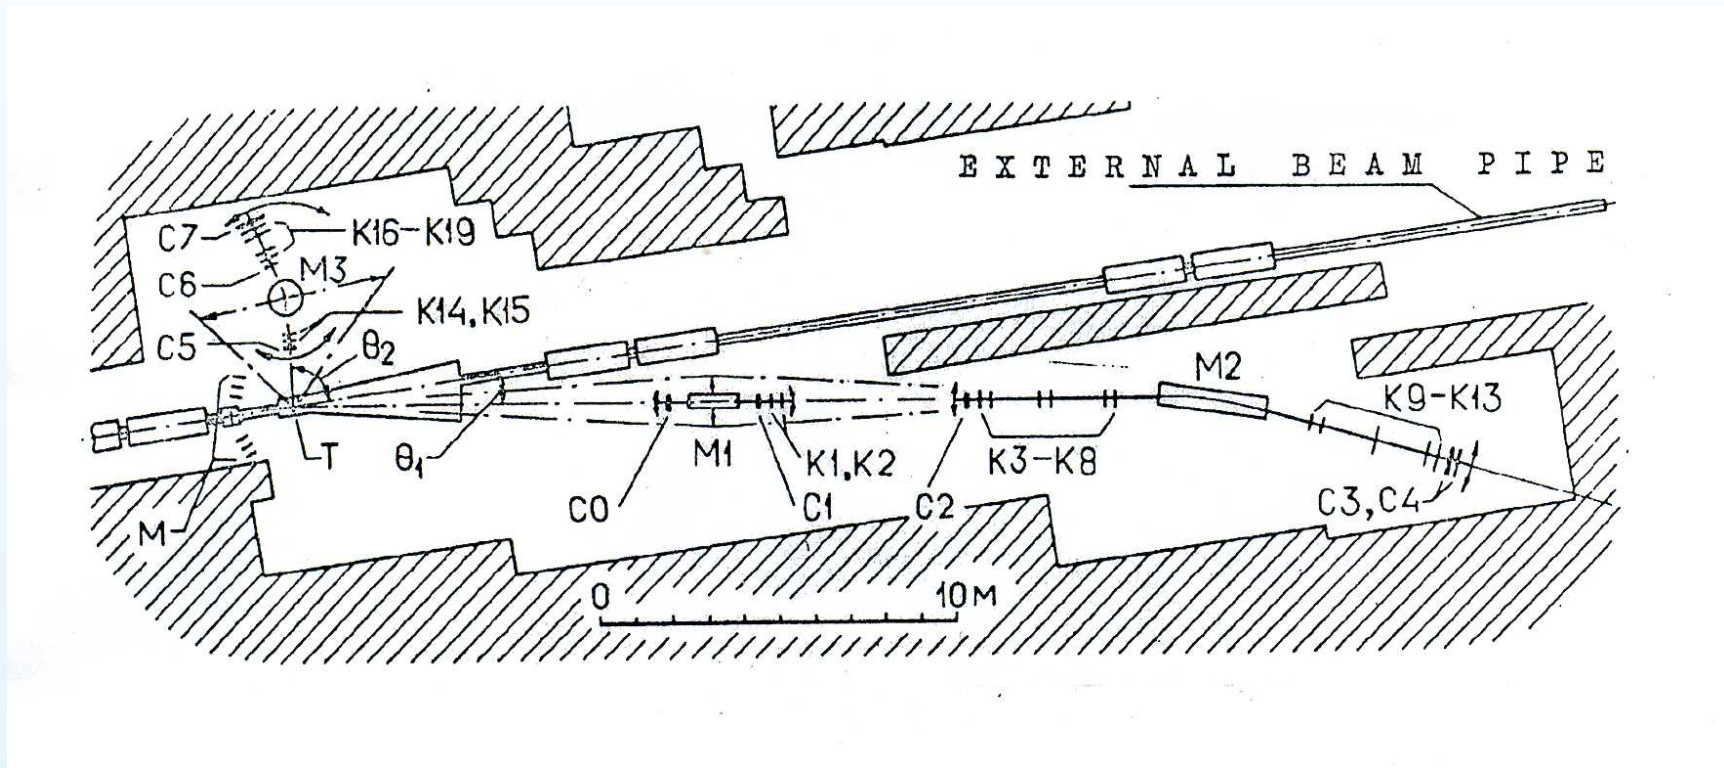 EXTERNAL BEAM PIPE
C7
K16-K19
C6
M3
K14,K15
C5
θ2
M2
K9-K13
T
θ1
M1
K1,K2
K3-K8
C0
C1
C2
C3,C4
M
0
10 M